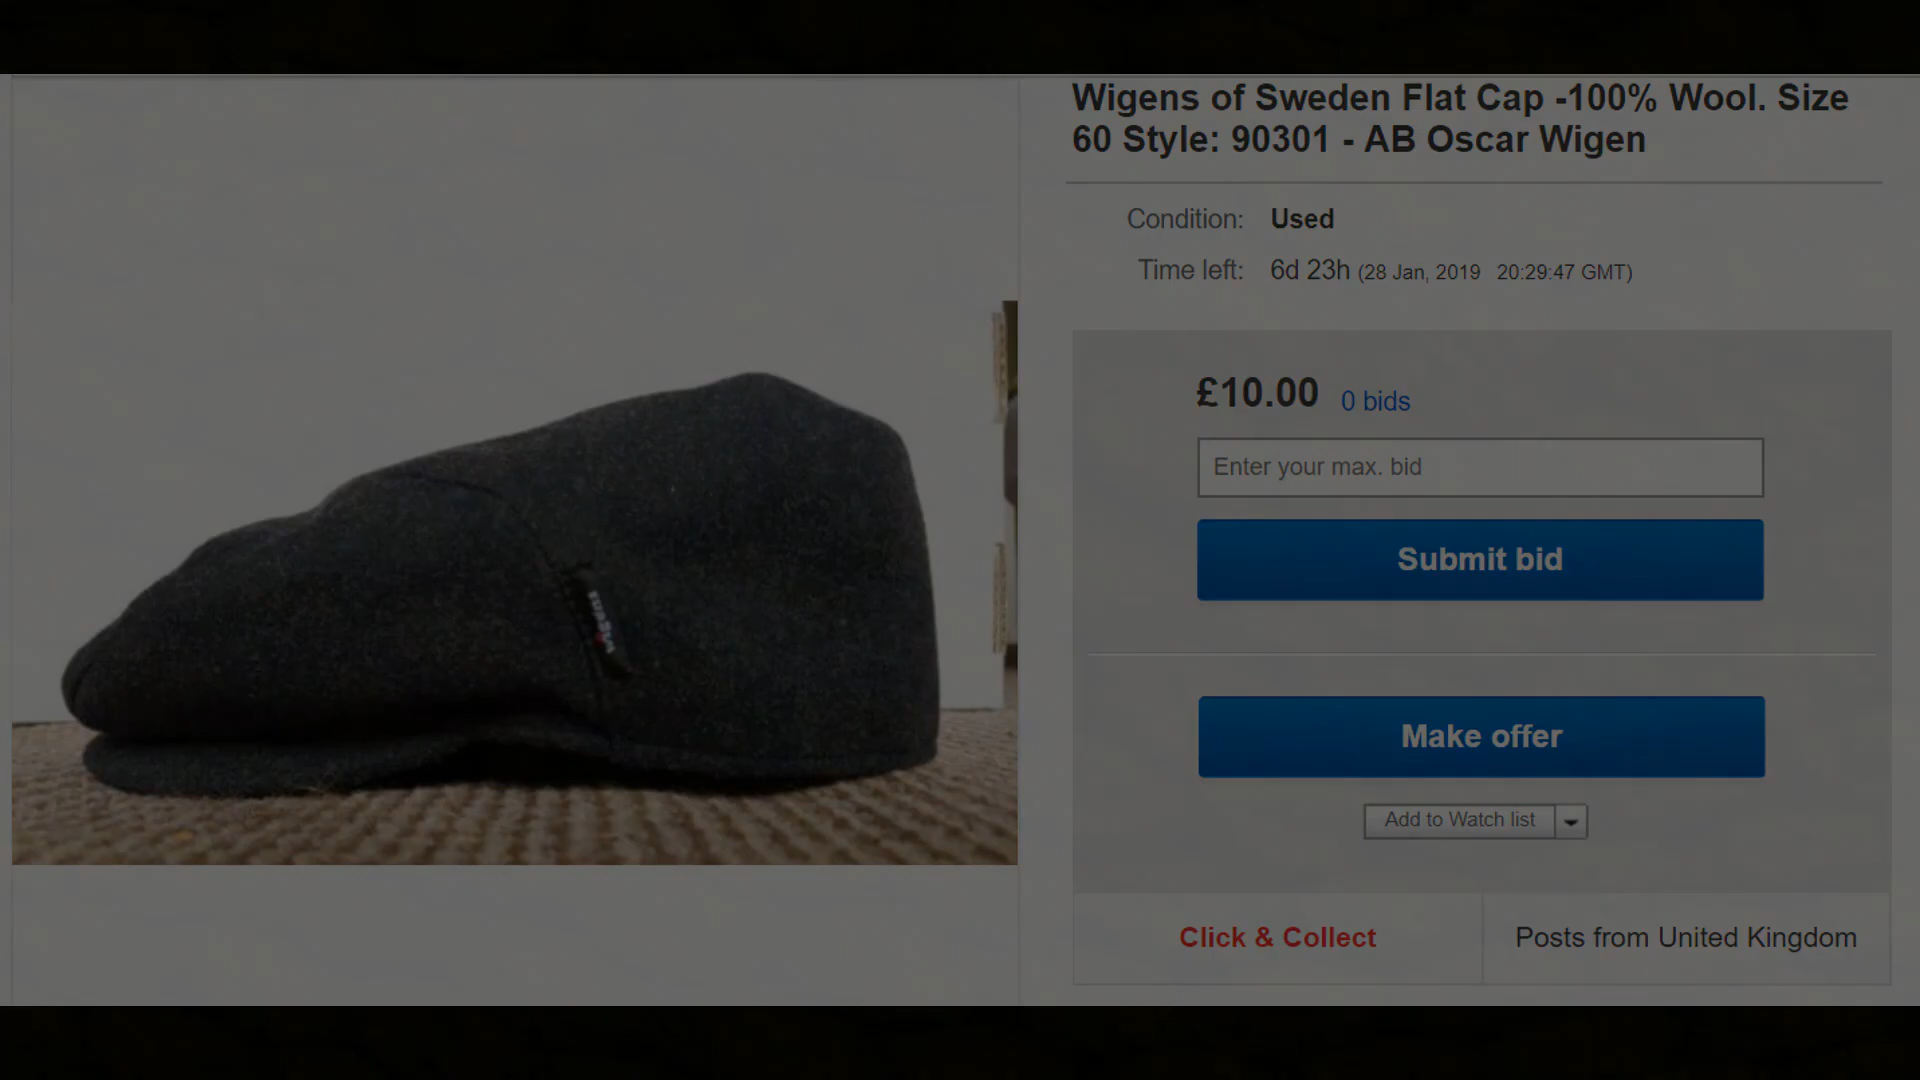 Wigens of Sweden Flat Cap -100% Wool. Size
60 Style: 90301 - AB Oscar Wigen
Condition: Used
Time left: 6d 23h (28 Jan, 2019 20:29:47 GMT)
£10.00 0 bids
Enter your max. bid
Submit bid
Make offer
Add to Watch list
Click & Collect
Posts from United Kingdom
Wigens